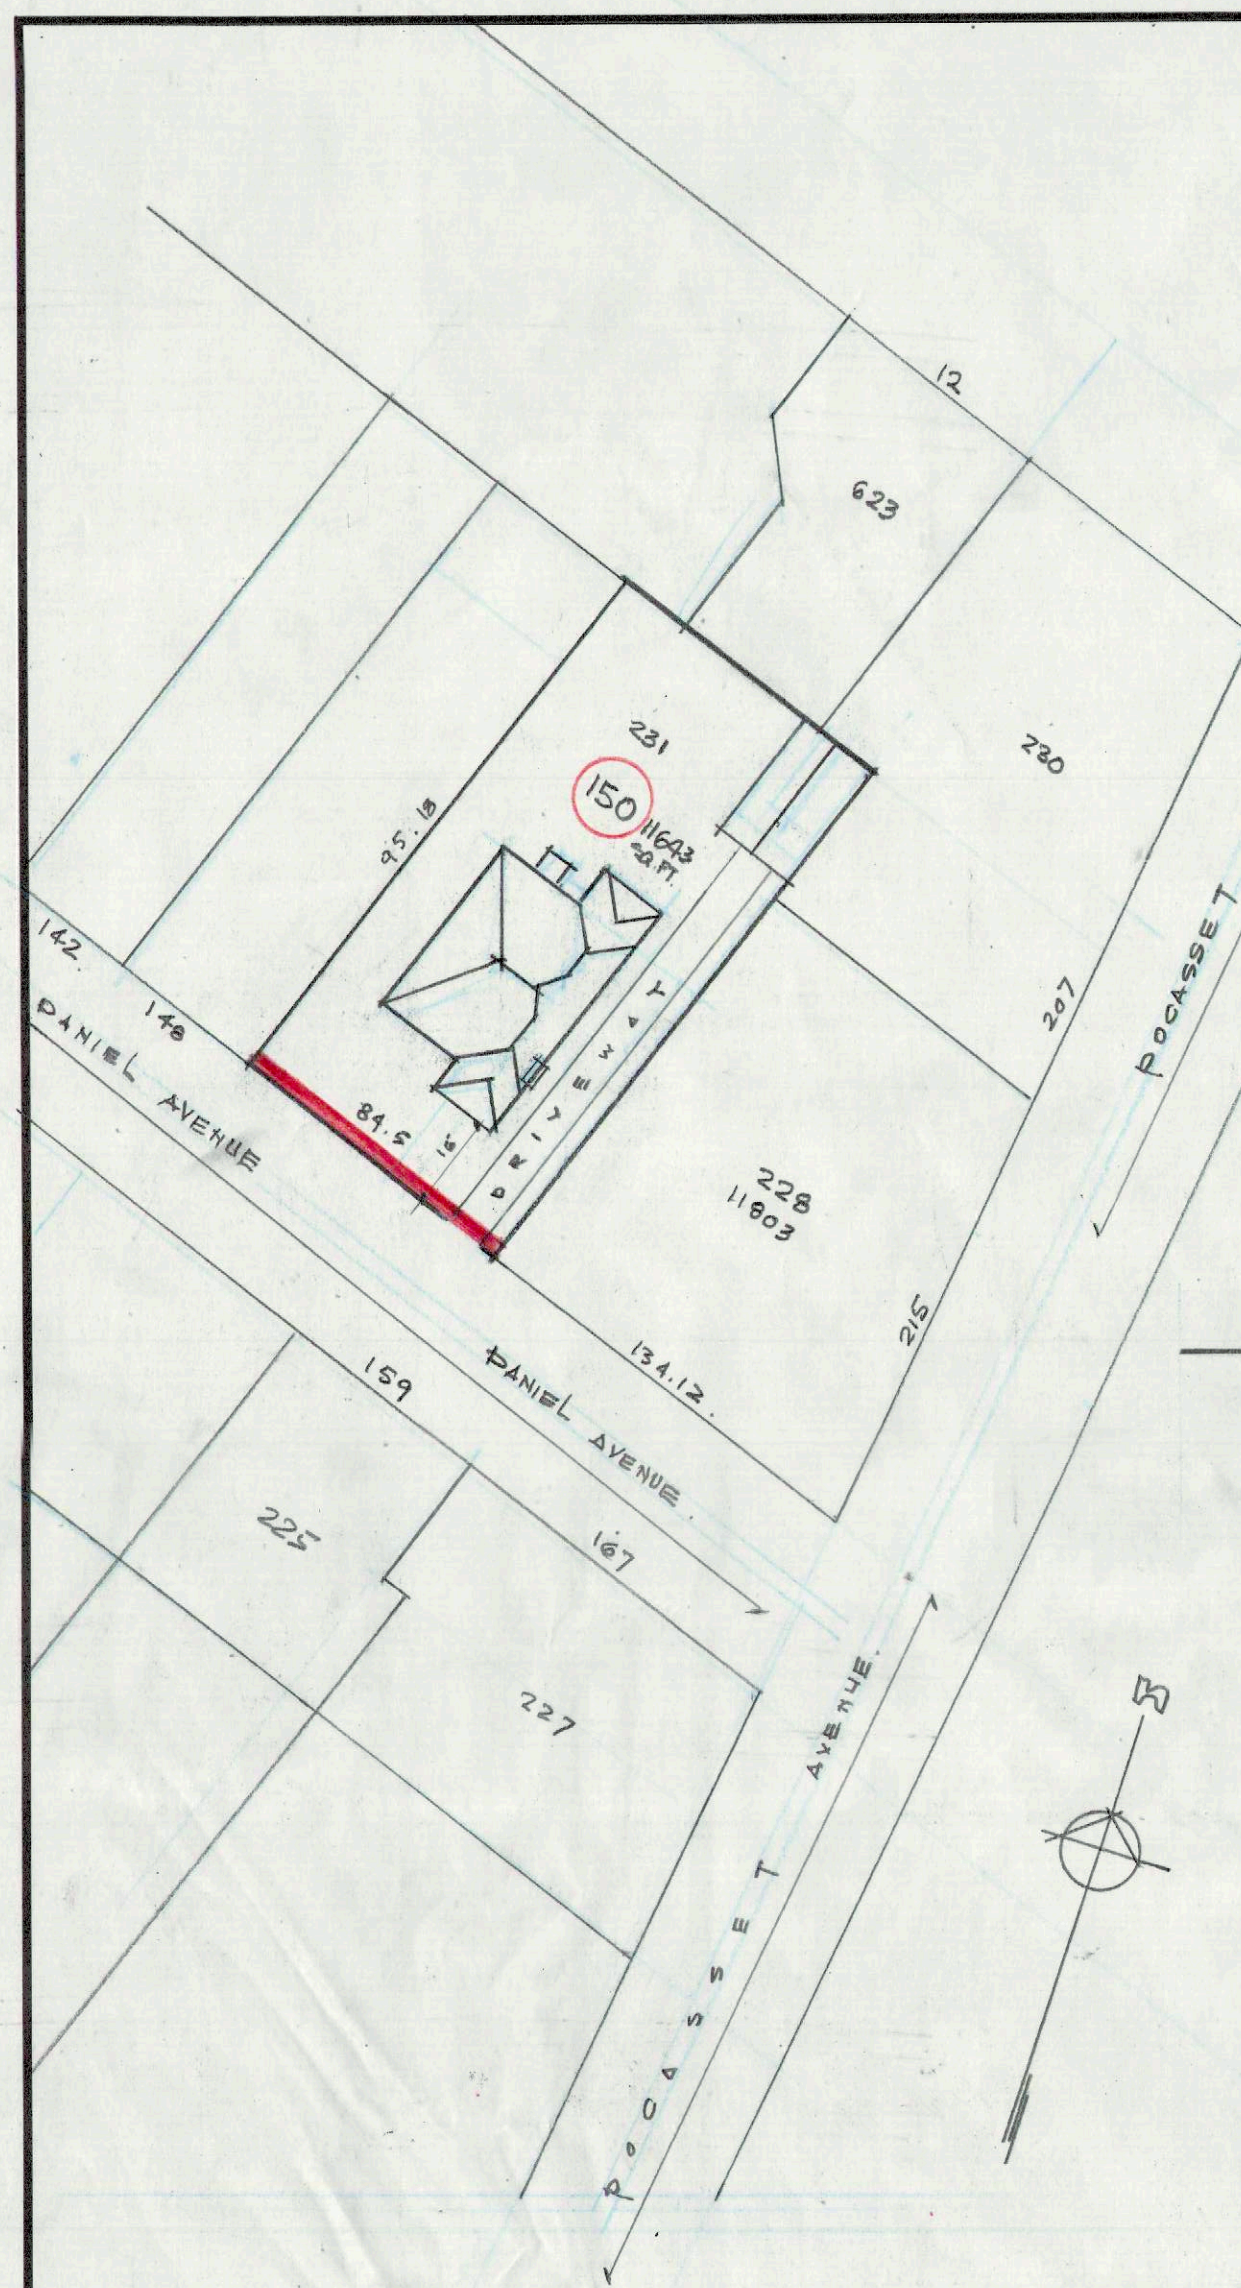 12
623
231
230
150
11643
SQ. FT.
95.18
142.
148
DANIEL AVENUE
84.5
DRIVEWAY
POCASSET
207
228
11803
215
134.12.
159
DANIEL AVENUE.
225
167
227
POCASSET AVENUE.
N